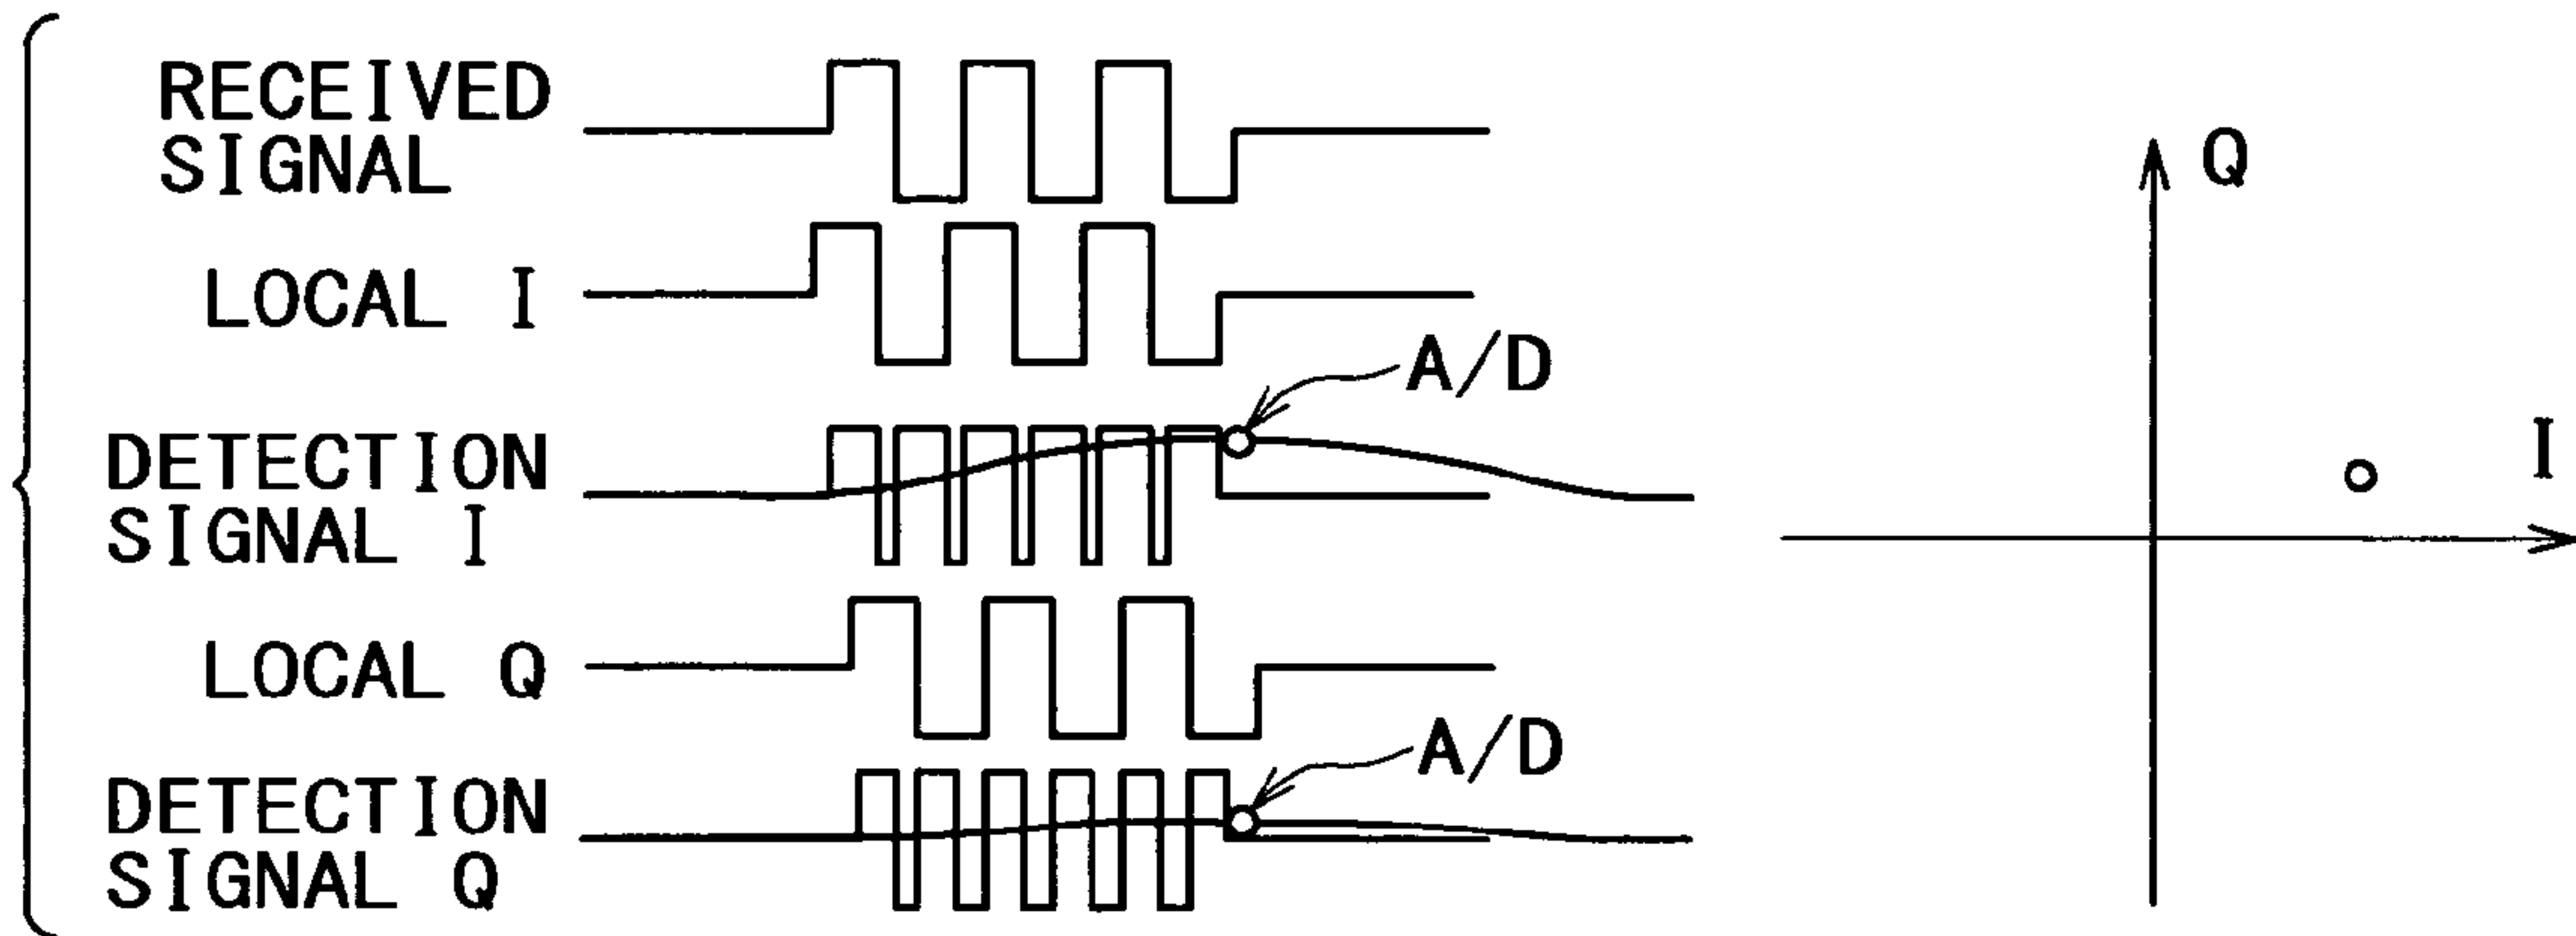 RECEIVED
SIGNAL
LOCAL I
A/D
DETECTION
SIGNAL I
LOCAL Q
A/D
DETECTION
SIGNAL Q
Q
I